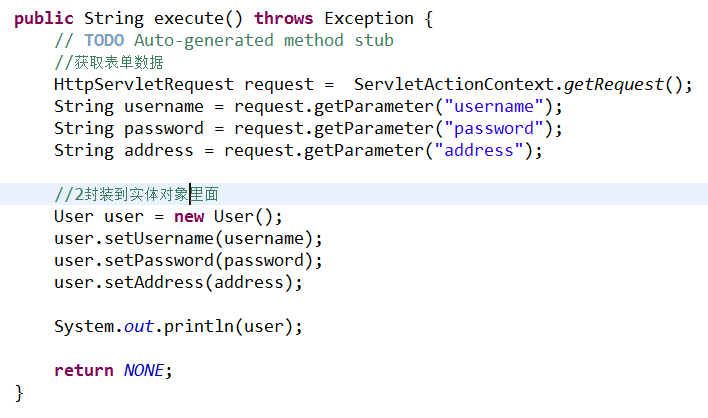 public String execute() throws Exception {
    // TODO Auto-generated method stub
    //获取表单数据
    HttpServletRequest request =  ServletActionContext.getRequest();
    String username = request.getParameter("username");
    String password = request.getParameter("password");
    String address = request.getParameter("address");

    //2封装到实体对象里面
    User user = new User();
    user.setUsername(username);
    user.setPassword(password);
    user.setAddress(address);

    System.out.println(user);

    return NONE;
}